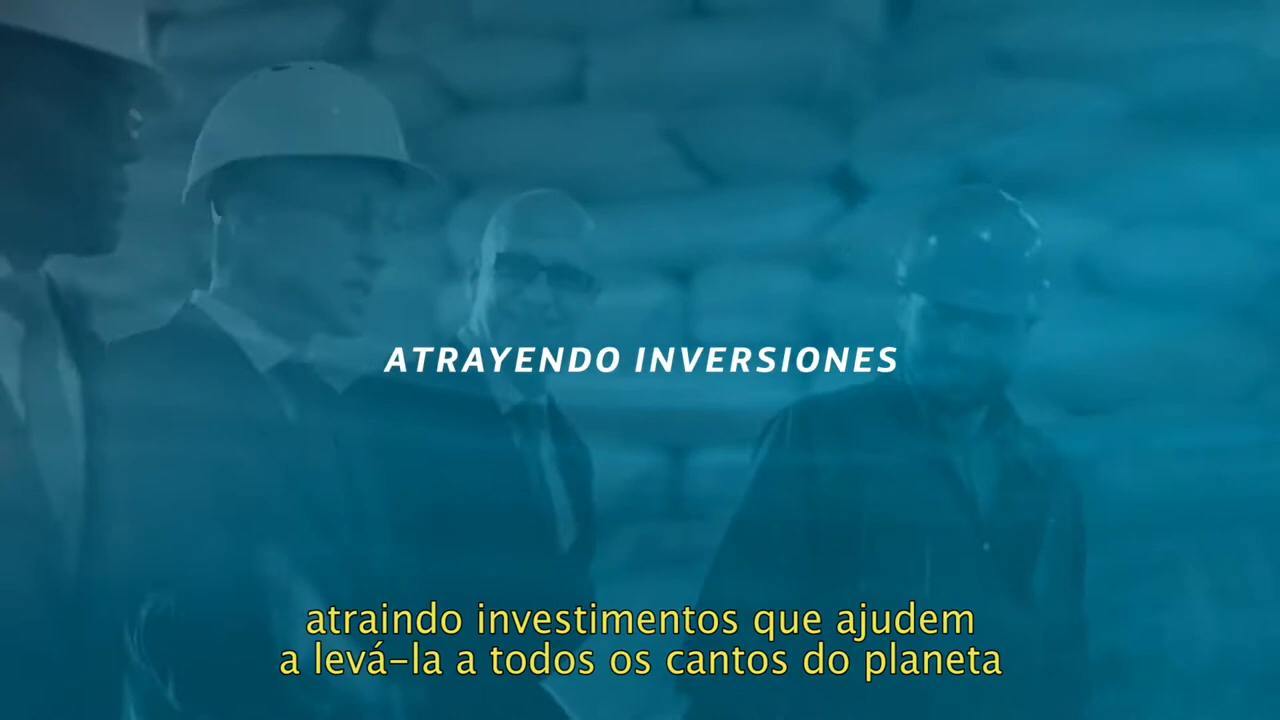 ATRAYENDO INVERSIONES
atraindo investimentos que ajudem
a levá-la a todos os cantos do planeta